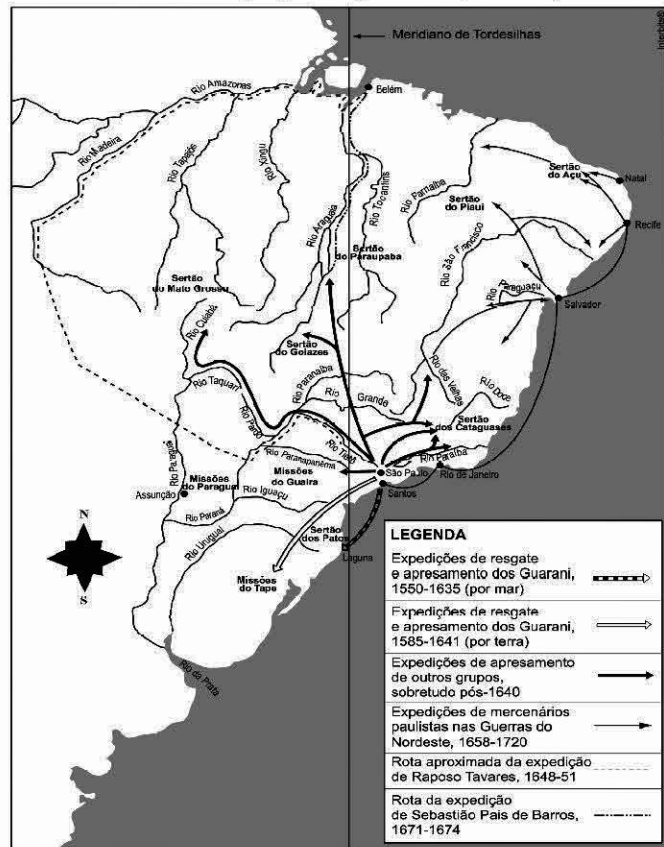 Meridiano de Tordesilhas
Interbits®
Rio Amazonas
Belém
Rio Madeira
Rio Tapajós
Rio Xingu
Rio Araguaia
Rio Tocantins
Rio Parnaíba
Sertão
do Açu
Natal
Sertão
do Piauí
Recife
Sertão
do Paraupaba
Rio São Francisco
Sertão
do Mato Grosso
Rio Paraguaçu
Salvador
Rio Cuiabá
Sertão
do Goiazes
Rio Paranaíba
Rio das Velhas
Rio Doce
Rio Taquari
Rio Grande
Sertão
dos Cataguases
Rio Pardo
Rio Tietê
Rio Paraíba
Rio Paraguai
Rio Paranapanema
São Paulo
Rio de Janeiro
Missões
do Paraguai
Missões
do Guaíra
Santos
Assunção
Rio Iguaçu
Rio Paraná
Sertão
dos Patos
Laguna
Rio Uruguai
Missões
do Tape
Rio da Prata
N
S
LEGENDA
Expedições de resgate
e apresamento dos Guarani,
1550-1635 (por mar)
Expedições de resgate
e apresamento dos Guarani,
1585-1641 (por terra)
Expedições de apresamento
de outros grupos,
sobretudo pós-1640
Expedições de mercenários
paulistas nas Guerras do
Nordeste, 1658-1720
Rota aproximada da expedição
de Raposo Tavares, 1648-51
Rota da expedição
de Sebastião Pais de Barros,
1671-1674